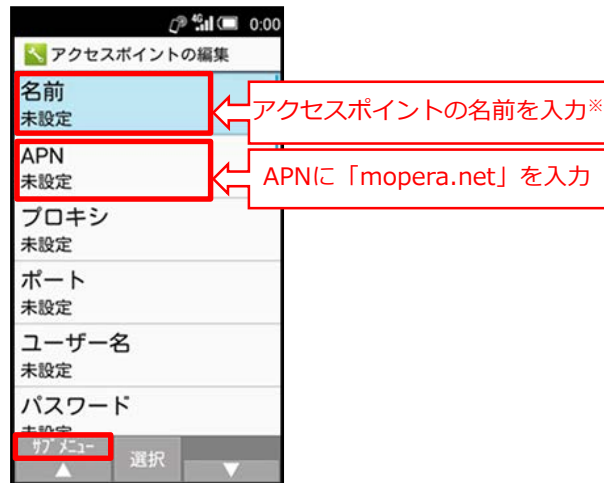 4G 0:00
アクセスポイントの編集
名前
未設定
アクセスポイントの名前を入力※
APN
未設定
APNに「mopera.net」を入力
プロキシ
未設定
ポート
未設定
ユーザー名
未設定
パスワード
未設定
ｻﾌﾞﾒﾆｭｰ
選択